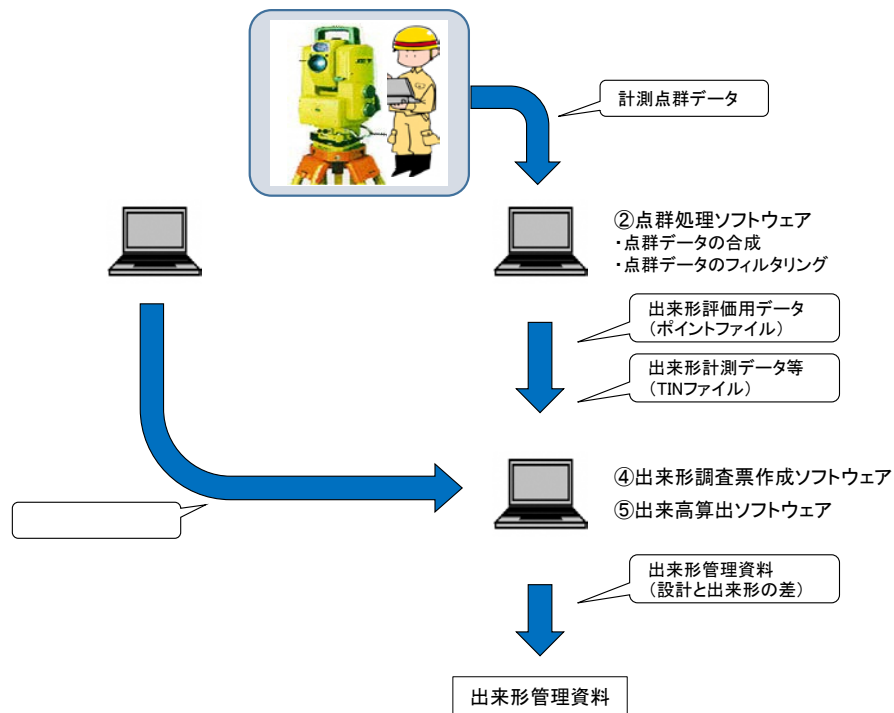 計測点群データ
②点群処理ソフトウェア
・点群データの合成
・点群データのフィルタリング
出来形評価用データ
（ポイントファイル）
出来形計測データ等
（TINファイル）
④出来形調査票作成ソフトウェア
⑤出来高算出ソフトウェア
出来形管理資料
（設計と出来形の差）
出来形管理資料